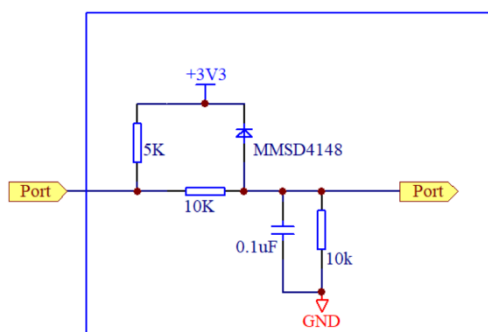 +3V3
5K
MMSD4148
Port
10K
Port
0.1uF
10k
GND